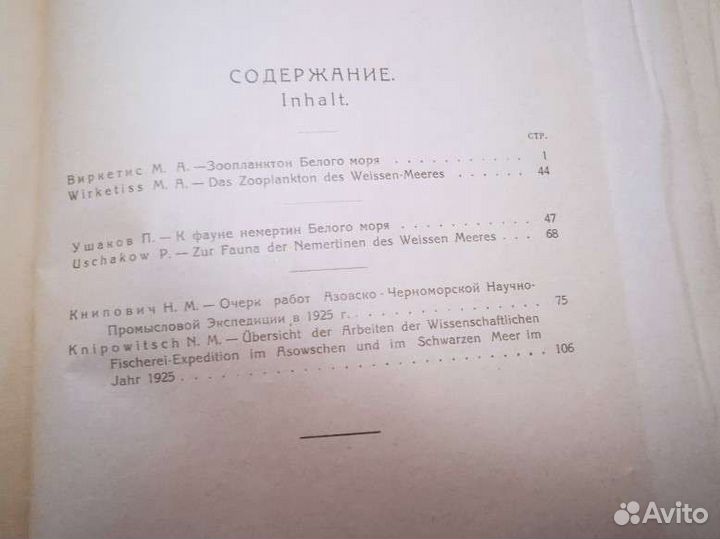 СОДЕРЖАНИЕ.
Inhalt.
СТР.
Виркетис М. А.—Зоопланктон Белого моря . . . . . . . . . . . 1
Wirketiss M. A.—Das Zooplankton des Weissen-Meeres . . . . . . . 44
Ушаков П.—К фауне немертин Белого моря . . . . . . . . . . 47
Uschakow P.—Zur Fauna der Nemertinen des Weissen Meeres . . . 68
Книпович Н. М.—Очерк работ Азовско-Черноморской Научно-
Промысловой Экспедиции в 1925 г. . . . . . . . . . . . . . 75
Knipowitsch N. M.—Übersicht der Arbeiten der Wissenschaftlichen
Fischerei-Expedition im Asowschen und im Schwarzen Meer im
Jahr 1925 . . . . . . . . . . . . . . . . . . . . . . . . 106
Avito